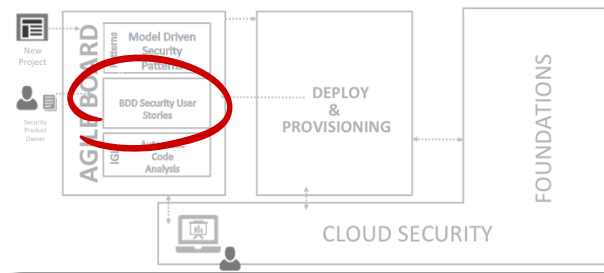 New
Project
Security
Product
Owner
AGILE BOARD
Model Driven
Security
Patterns
BDD Security User
Stories
Code
Analysis
DEPLOY
&
PROVISIONING
FOUNDATIONS
CLOUD SECURITY